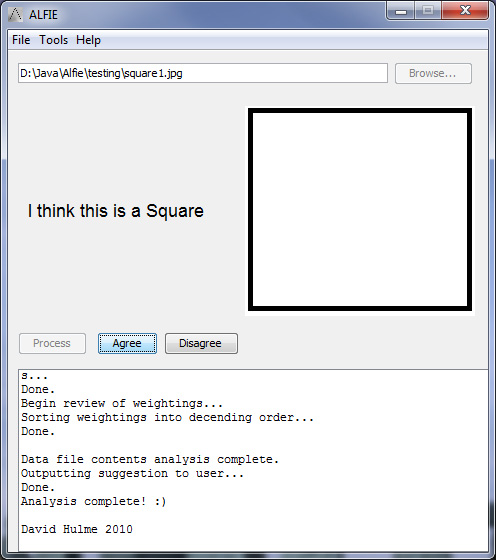 ALFIE
File Tools Help
D:\Java\Alfie\testing\square1.jpg Browse...
I think this is a Square
Process Agree Disagree
s...
Done.
Begin review of weightings...
Sorting weightings into decending order...
Done.
Data file contents analysis complete.
Outputting suggestion to user...
Done.
Analysis complete! :)
David Hulme 2010